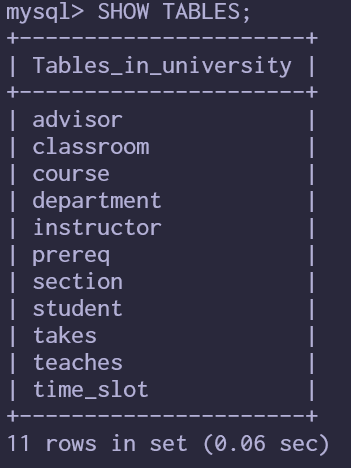 mysql> SHOW TABLES;
+----------------------+
| Tables_in_university |
+----------------------+
| advisor              |
| classroom            |
| course               |
| department           |
| instructor           |
| prereq               |
| section              |
| student              |
| takes                |
| teaches              |
| time_slot            |
+----------------------+
11 rows in set (0.06 sec)